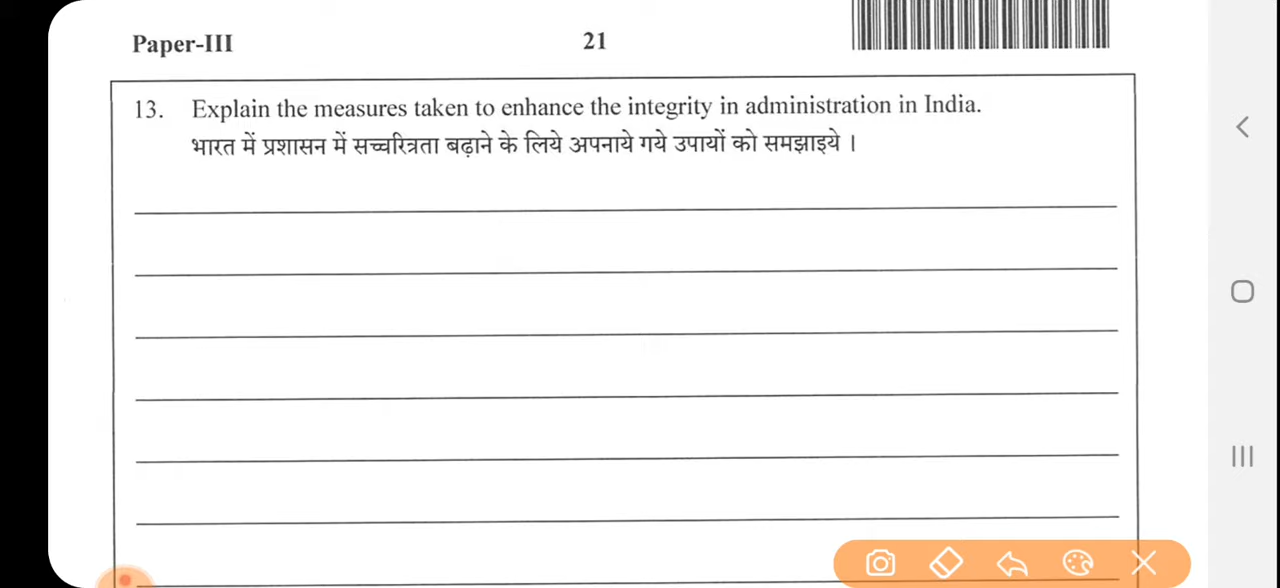 Paper-III
21
13. Explain the measures taken to enhance the integrity in administration in India.
भारत में प्रशासन में सच्चरित्रता बढ़ाने के लिये अपनाये गये उपायों को समझाइये ।